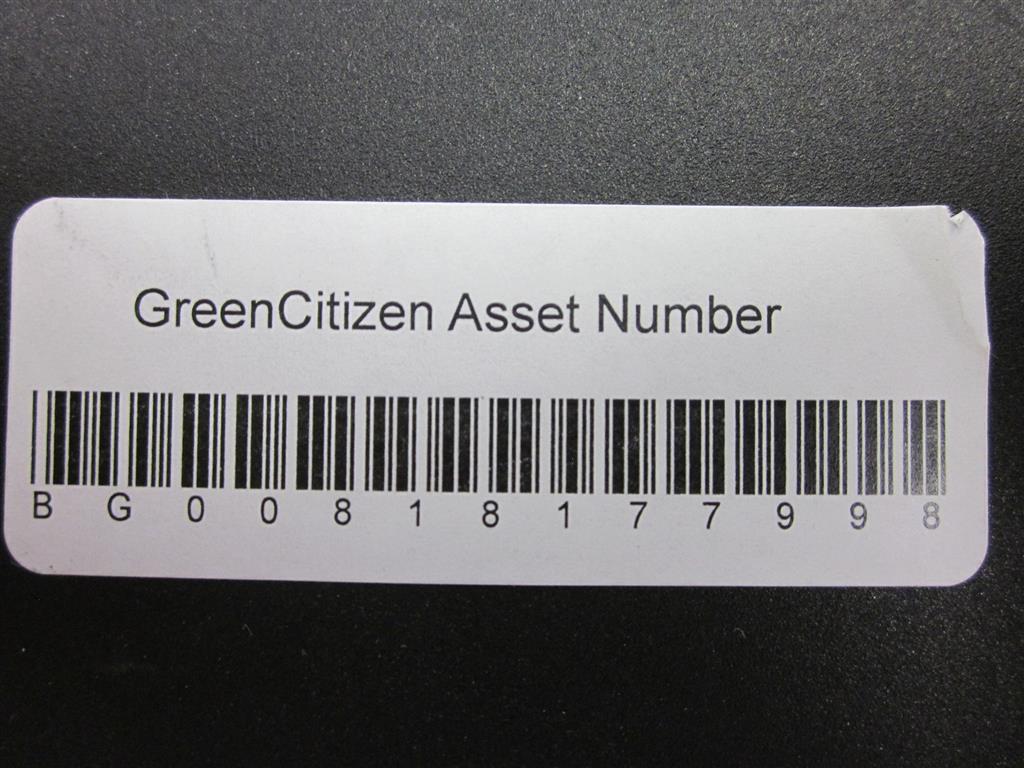 GreenCitizen Asset Number
B G 0 0 8 1 8 1 7 7 9 9 8